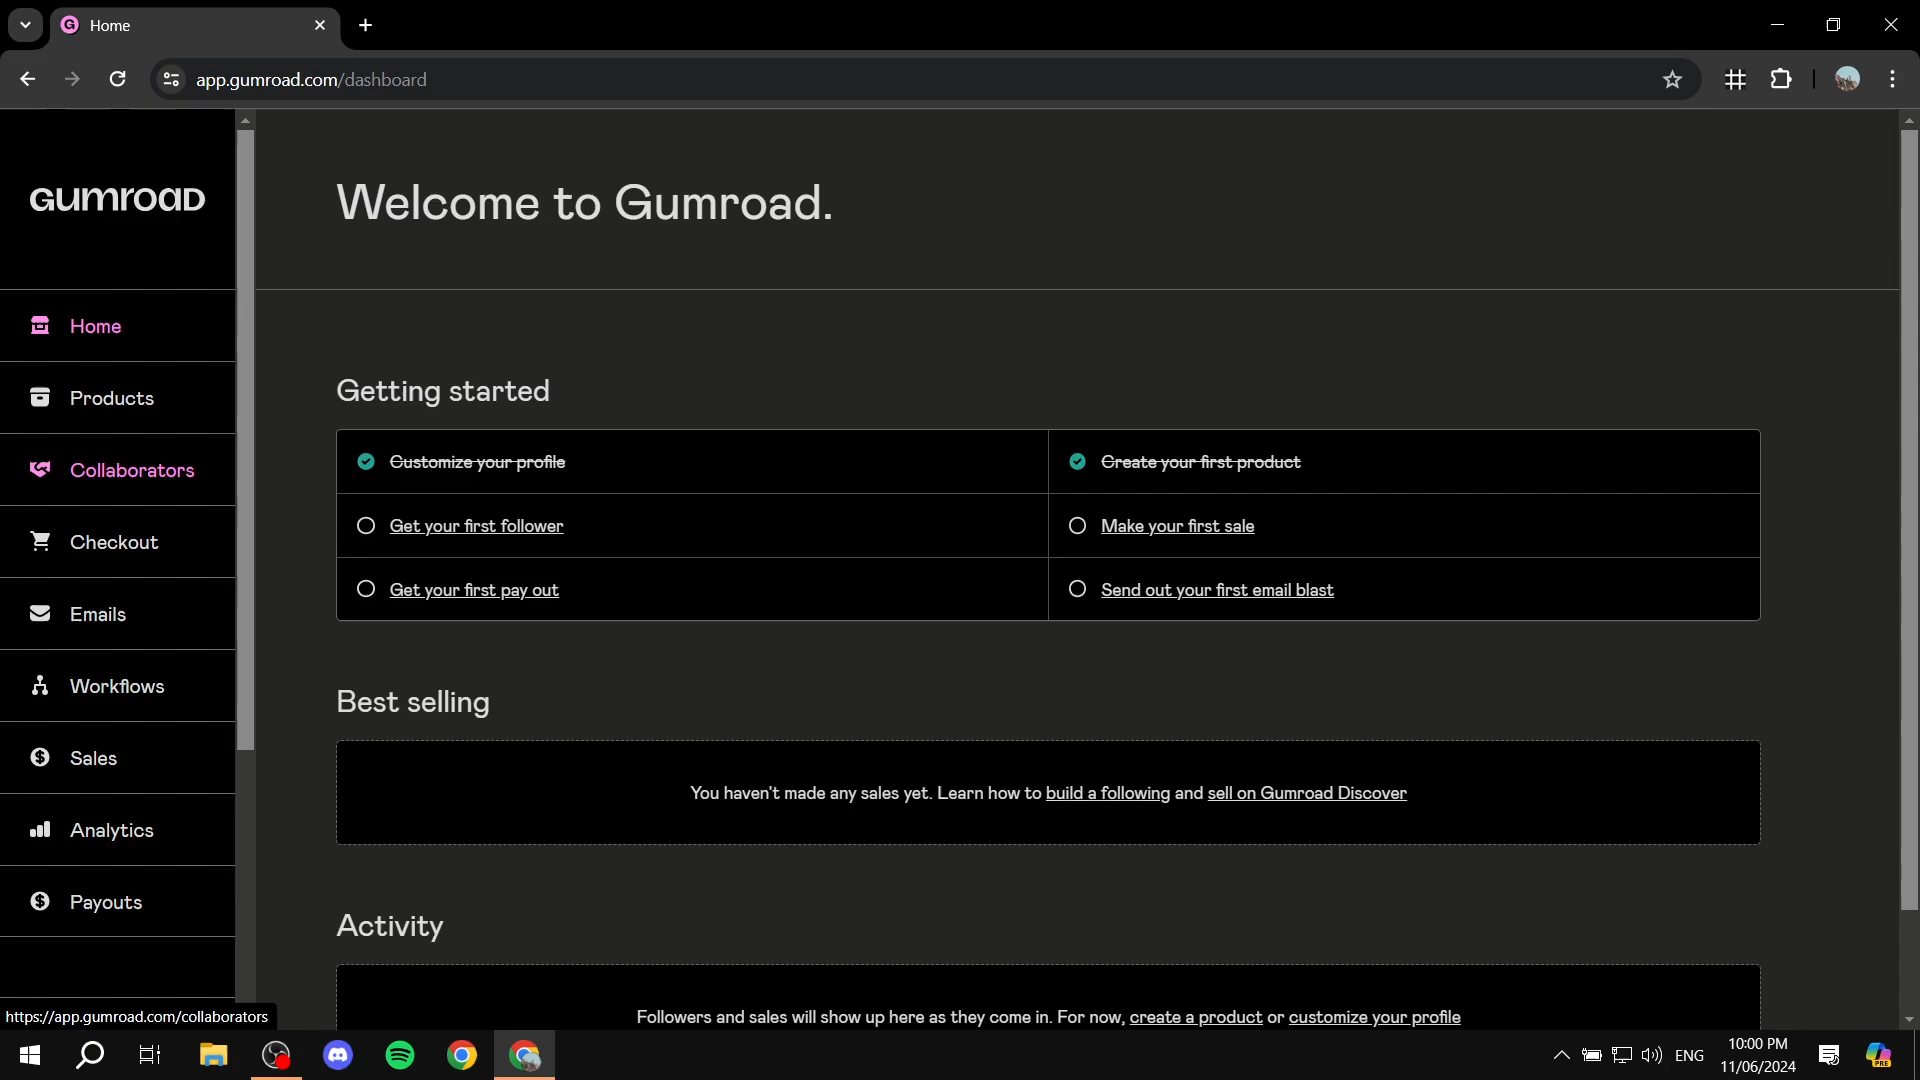 Home
app.gumroad.com/dashboard
GUMROAD
Home
Products
Collaborators
Checkout
Emails
Workflows
Sales
Analytics
Payouts
https://app.gumroad.com/collaborators
Welcome to Gumroad.
Getting started
Customize your profile
Create your first product
Get your first follower
Make your first sale
Get your first pay out
Send out your first email blast
Best selling
You haven't made any sales yet. Learn how to build a following and sell on Gumroad Discover
Activity
Followers and sales will show up here as they come in. For now, create a product or customize your profile
ENG
10:00 PM
11/06/2024
PRE